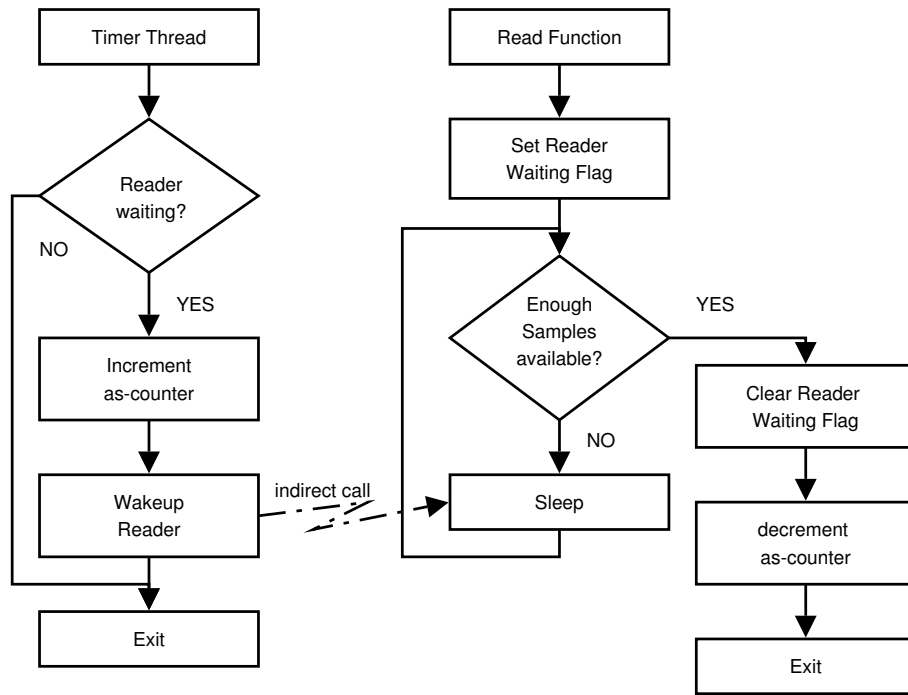 Timer Thread
Reader
waiting?
NO
YES
Increment
as-counter
Wakeup
Reader
indirect call
Exit
Read Function
Set Reader
Waiting Flag
Enough
Samples
available?
YES
NO
Sleep
Clear Reader
Waiting Flag
decrement
as-counter
Exit